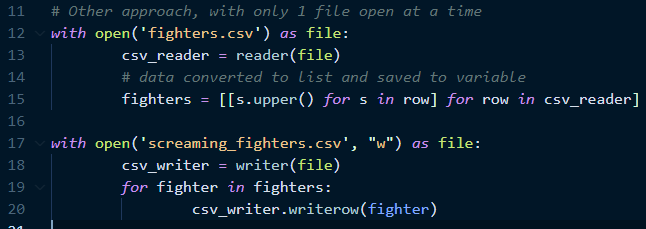 11 # Other approach, with only 1 file open at a time
12 with open('fighters.csv') as file:
13 csv_reader = reader(file)
14 # data converted to list and saved to variable
15 fighters = [[s.upper() for s in row] for row in csv_reader]
16
17 with open('screaming_fighters.csv', "w") as file:
18 csv_writer = writer(file)
19 for fighter in fighters:
20 csv_writer.writerow(fighter)
21